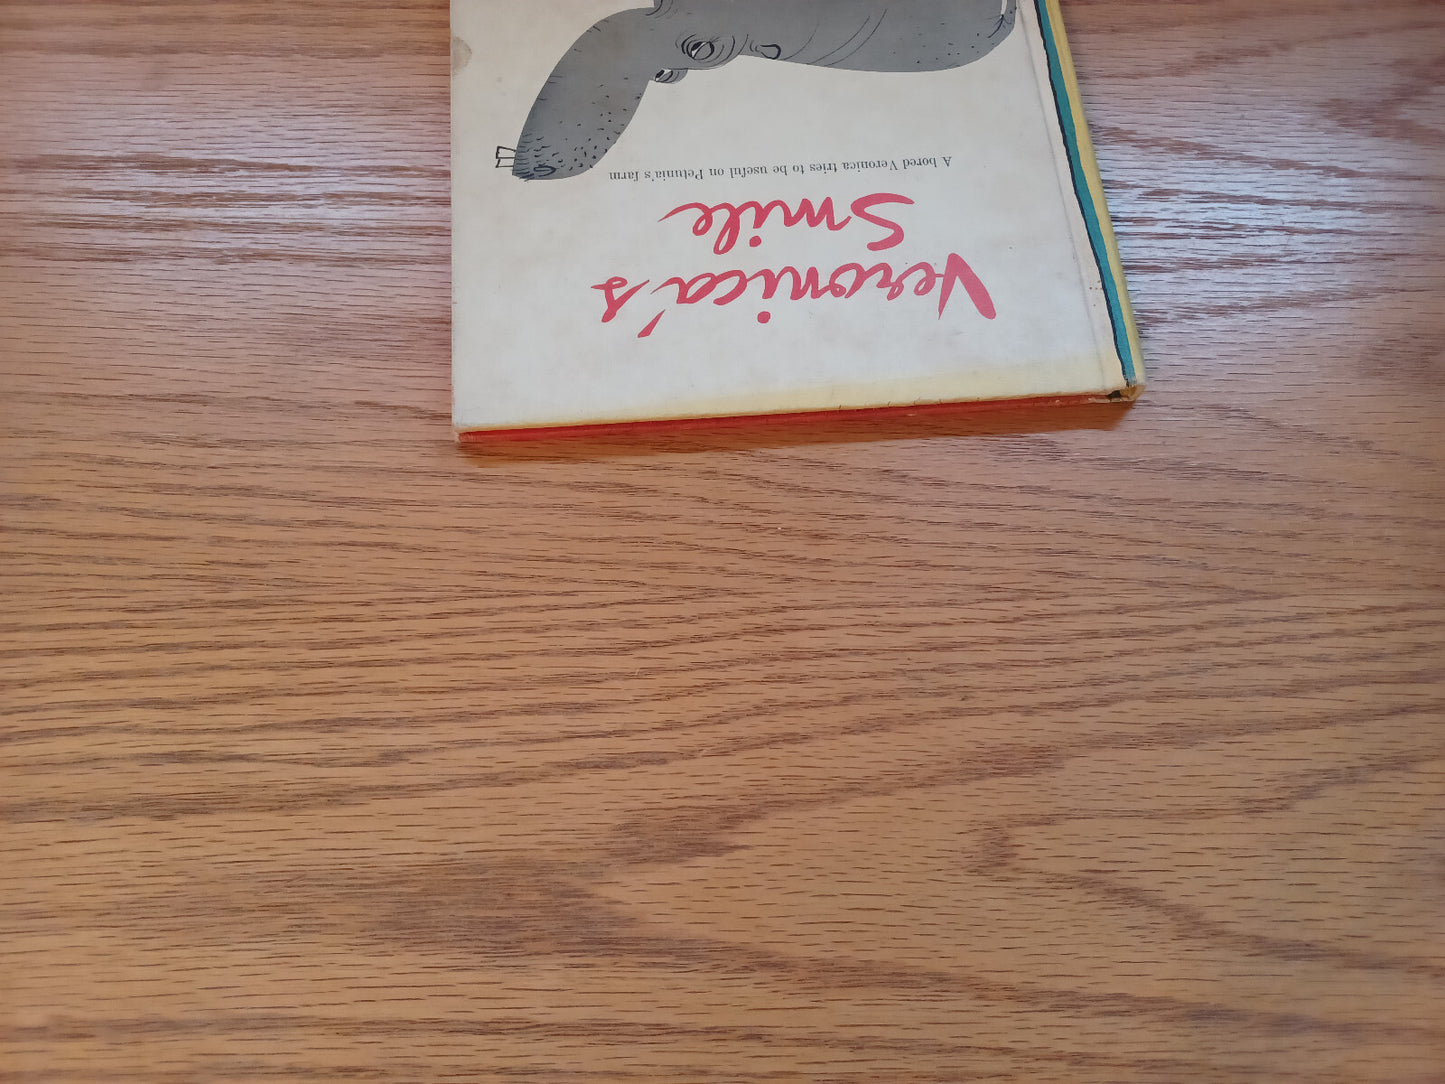 Veronica's
Smile
A bored Veronica tries to be useful on Petunia's farm